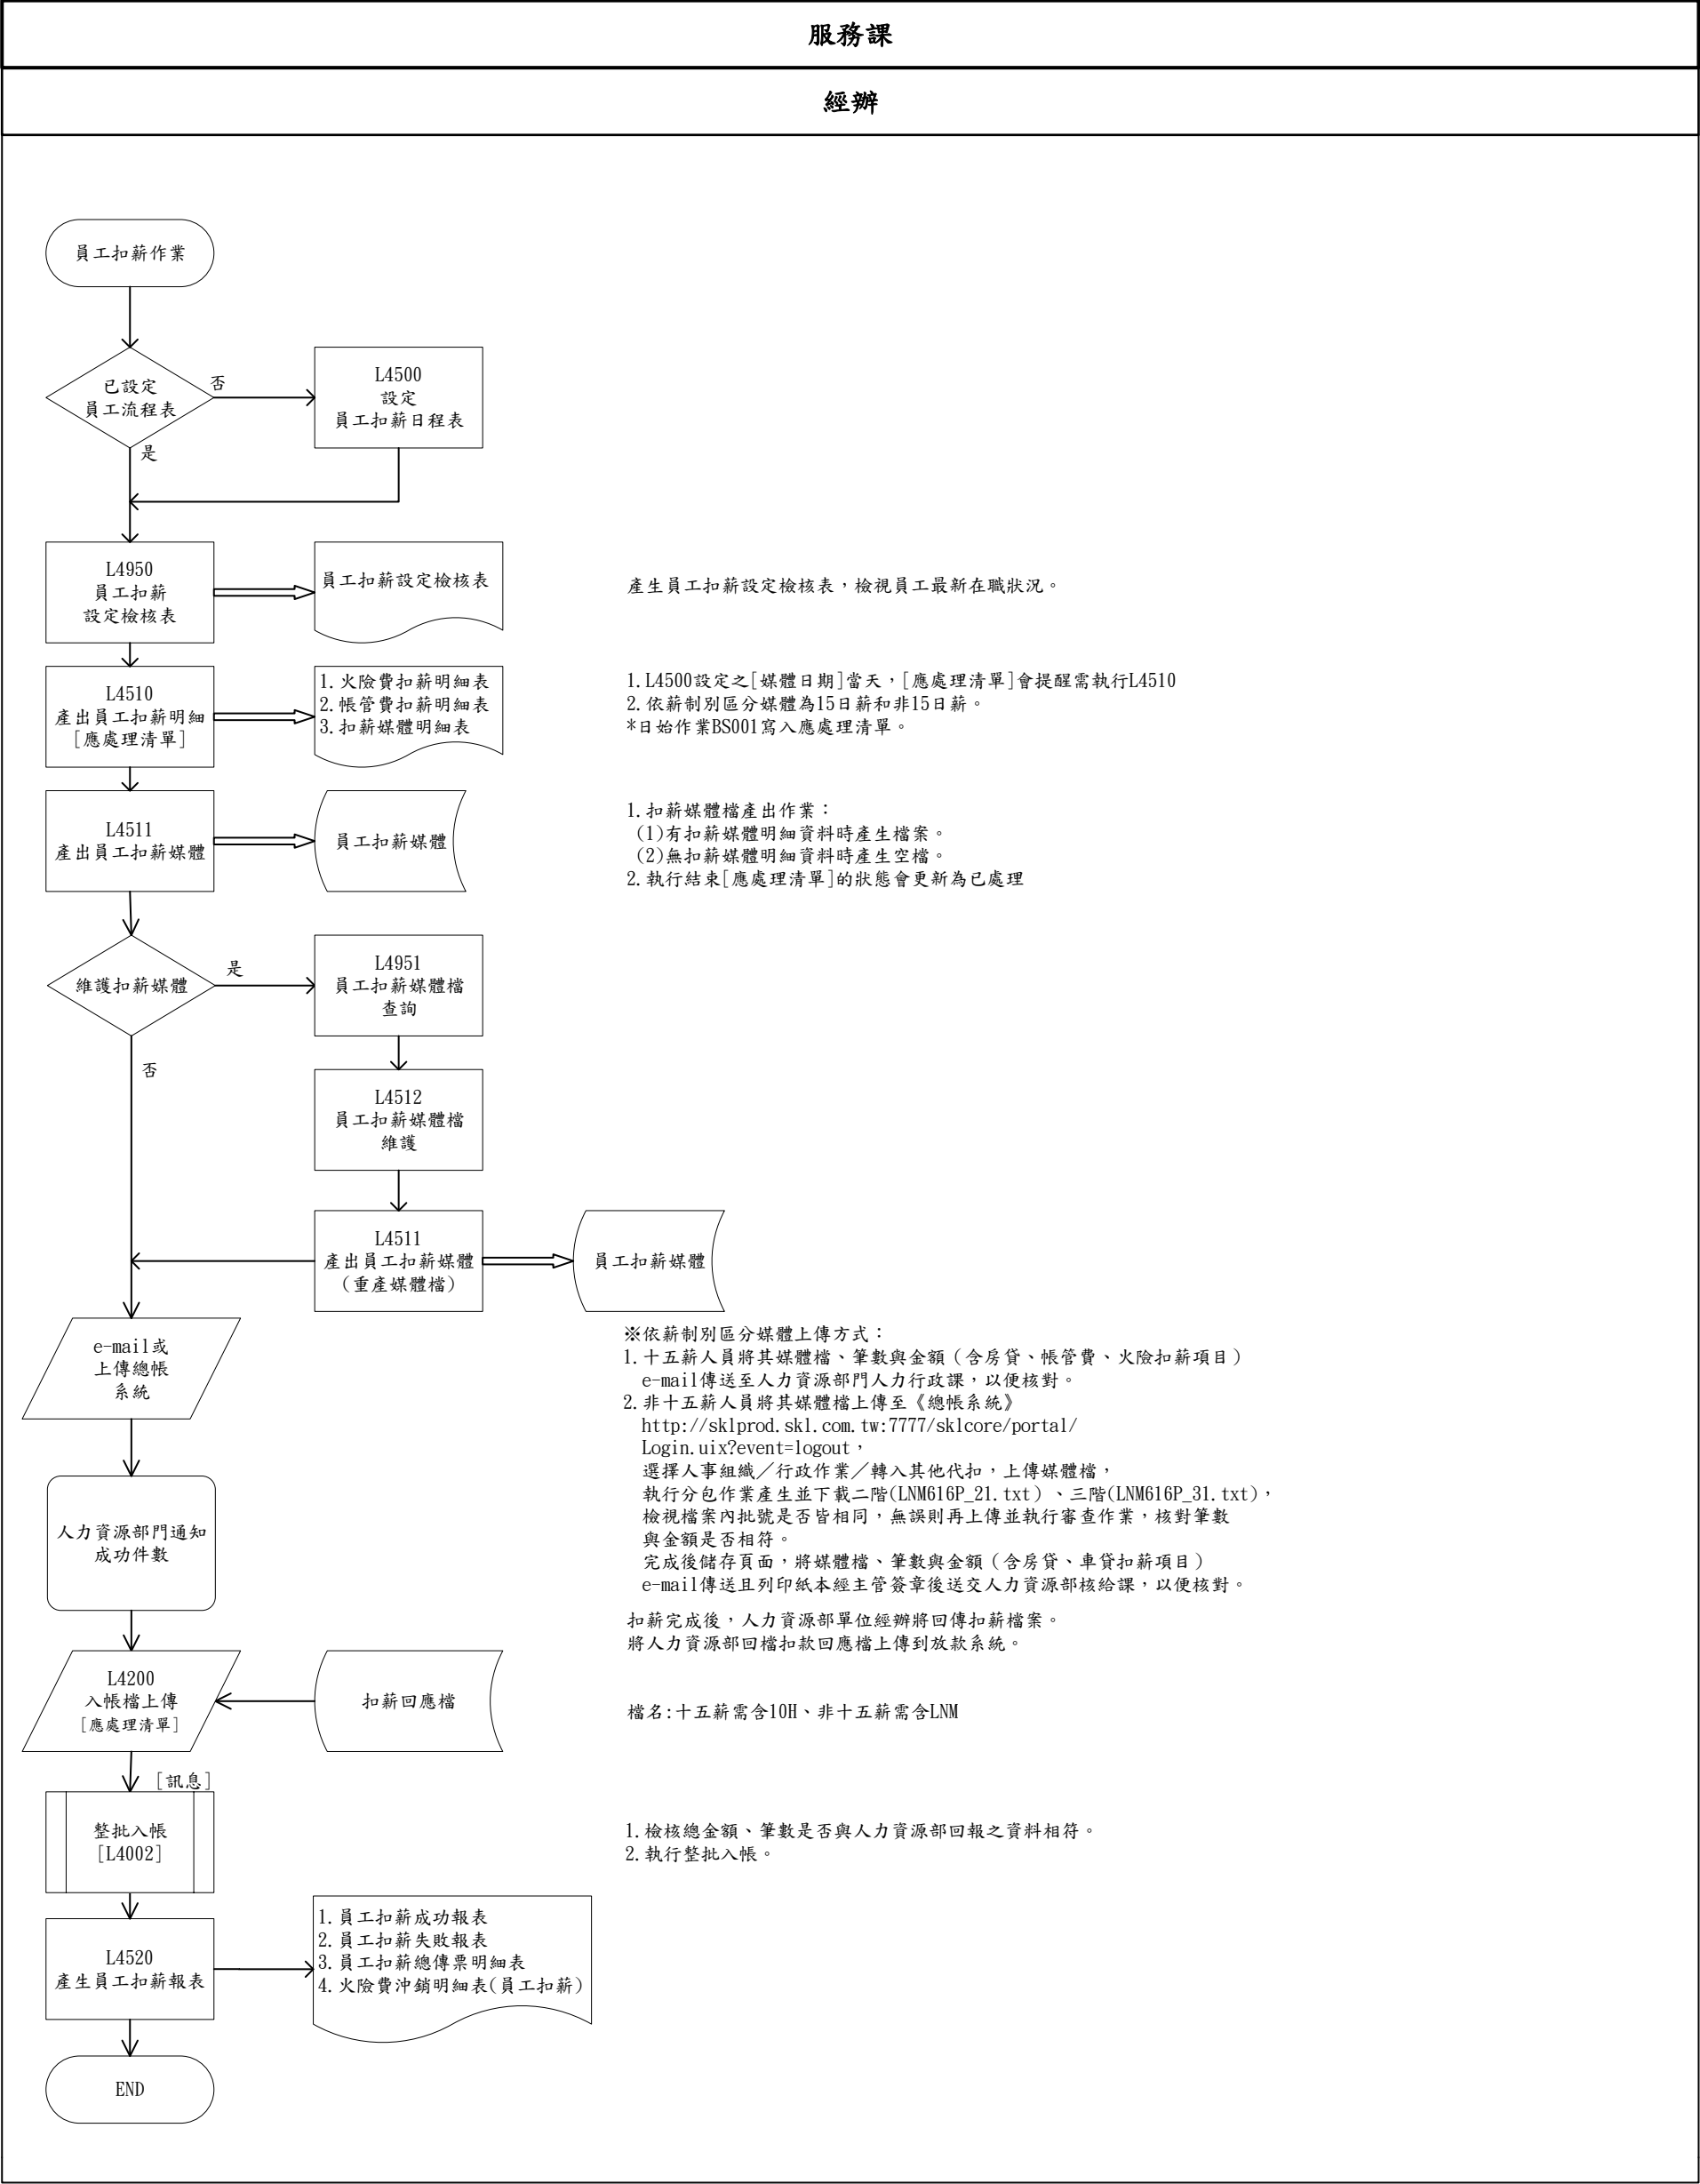 服務課
經辦
員工扣薪作業
已設定
員工流程表
否
是
L4500
設定
員工扣薪日程表
L4950
員工扣薪
設定檢核表
員工扣薪設定檢核表
產生員工扣薪設定檢核表，檢視員工最新在職狀況。
L4510
產出員工扣薪明細
[應處理清單]
1.火險費扣薪明細表
2.帳管費扣薪明細表
3.扣薪媒體明細表
1.L4500設定之[媒體日期]當天，[應處理清單]會提醒需執行L4510
2.依薪制別區分媒體為15日薪和非15日薪。
*日始作業BS001寫入應處理清單。
L4511
產出員工扣薪媒體
員工扣薪媒體
1.扣薪媒體檔產出作業：
(1)有扣薪媒體明細資料時產生檔案。
(2)無扣薪媒體明細資料時產生空檔。
2.執行結束[應處理清單]的狀態會更新為已處理
維護扣薪媒體
是
否
L4951
員工扣薪媒體檔
查詢
L4512
員工扣薪媒體檔
維護
L4511
產出員工扣薪媒體
(重產媒體檔)
員工扣薪媒體
e-mail或
上傳總帳
系統
※依薪制別區分媒體上傳方式：
1.十五薪人員將其媒體檔、筆數與金額（含房貸、帳管費、火險扣薪項目）
e-mail傳送至人力資源部門人力行政課，以便核對。
2.非十五薪人員將其媒體檔上傳至《總帳系統》
http://sklprod.skl.com.tw:7777/sklcore/portal/
Login.uix?event=logout，
選擇人事組織／行政作業／轉入其他代扣，上傳媒體檔，
執行分包作業產生並下載二階(LNM616P_21.txt）、三階(LNM616P_31.txt)，
檢視檔案內批號是否皆相同，無誤則再上傳並執行審查作業，核對筆數
與金額是否相符。
完成後儲存頁面，將媒體檔、筆數與金額（含房貸、車貸扣薪項目）
e-mail傳送且列印紙本經主管簽章後送交人力資源部核給課，以便核對。
人力資源部門通知
成功件數
扣薪完成後，人力資源部單位經辦將回傳扣薪檔案。
將人力資源部回檔扣款回應檔上傳到放款系統。
L4200
入帳檔上傳
[應處理清單]
扣薪回應檔
檔名:十五薪需含10H、非十五薪需含LNM
[訊息]
整批入帳
[L4002]
1.檢核總金額、筆數是否與人力資源部回報之資料相符。
2.執行整批入帳。
L4520
產生員工扣薪報表
1.員工扣薪成功報表
2.員工扣薪失敗報表
3.員工扣薪總傳票明細表
4.火險費沖銷明細表(員工扣薪)
END